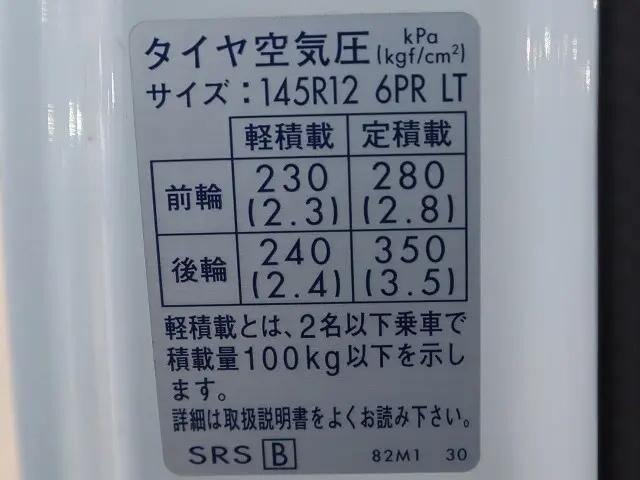 タイヤ空気圧 kPa (kgf/cm²)
サイズ：145R12 6PR LT
軽積載 定積載
前輪 230 (2.3) 280 (2.8)
後輪 240 (2.4) 350 (3.5)
軽積載とは、2名以下乗車で
積載量100kg以下を示し
ます。
詳細は取扱説明書をよくお読み下さい。
SRS B 82M1 30